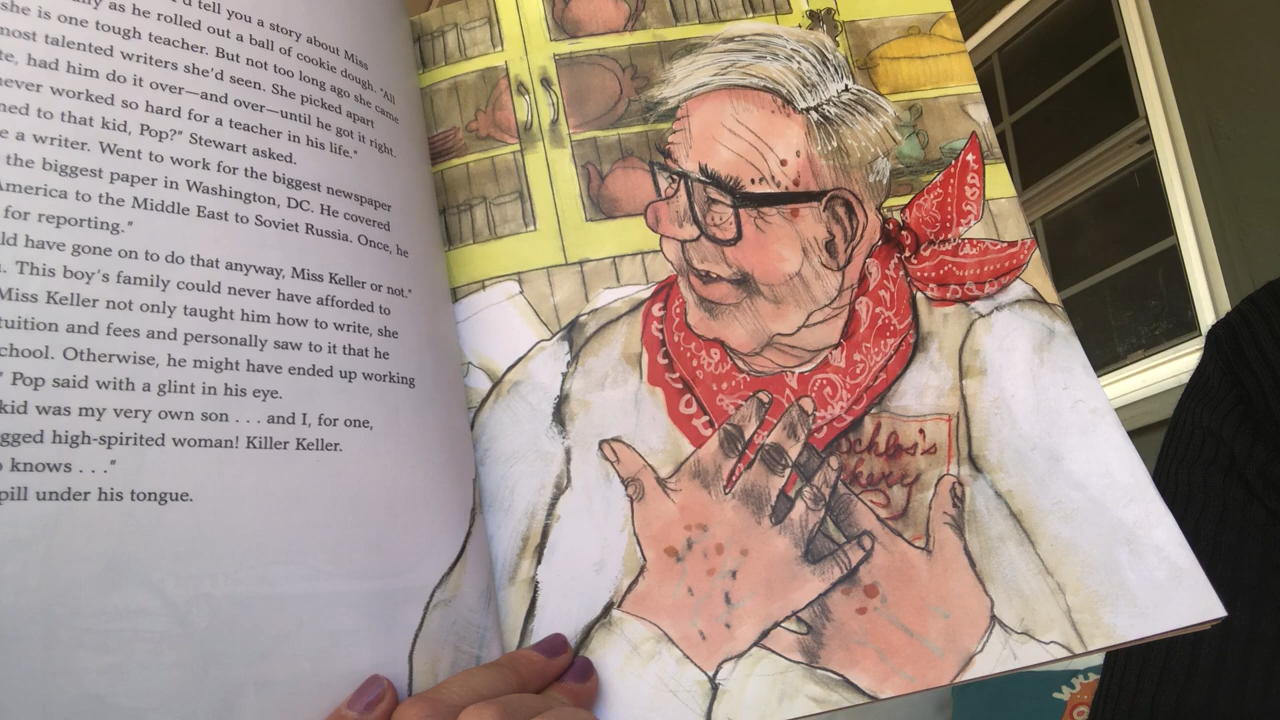 d tell you a story about Miss
as he rolled out a ball of cookie dough. "All
she is one tough teacher. But not too long ago she came
most talented writers she'd seen. She picked apart
te, had him do it over—and over—until he got it right.
never worked so hard for a teacher in his life."
ned to that kid, Pop?" Stewart asked.
e a writer. Went to work for the biggest newspaper
the biggest paper in Washington, DC. He covered
America to the Middle East to Soviet Russia. Once, he
for reporting."
ld have gone on to do that anyway, Miss Keller or not."
. This boy's family could never have afforded to
Miss Keller not only taught him how to write, she
tuition and fees and personally saw to it that he
chool. Otherwise, he might have ended up working
" Pop said with a glint in his eye.
kid was my very own son . . . and I, for one,
gged high-spirited woman! Killer Keller.
knows . . ."
pill under his tongue.
Schlos's
kery